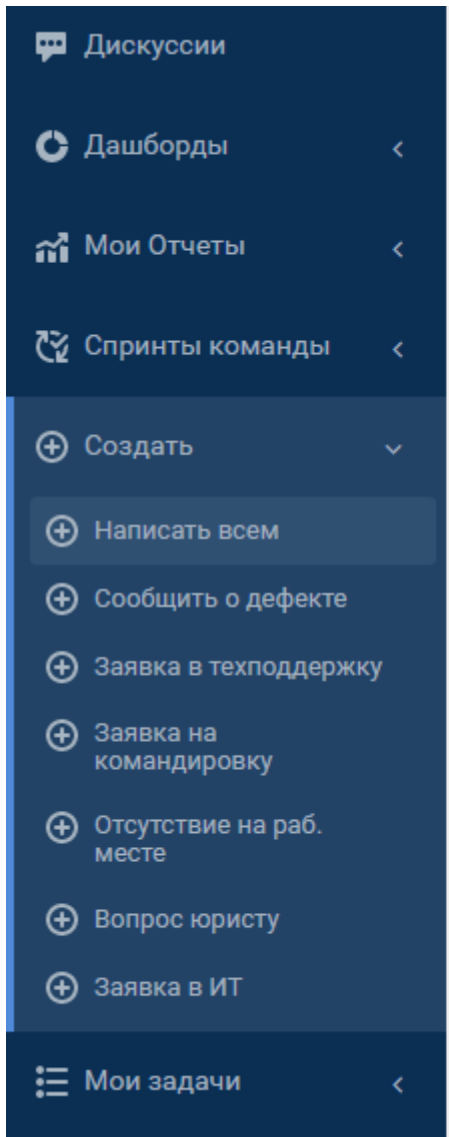 Дискуссии
Дашборды
Мои Отчеты
Спринты команды
Создать
Написать всем
Сообщить о дефекте
Заявка в техподдержку
Заявка на
командировку
Отсутствие на раб.
месте
Вопрос юристу
Заявка в ИТ
Мои задачи